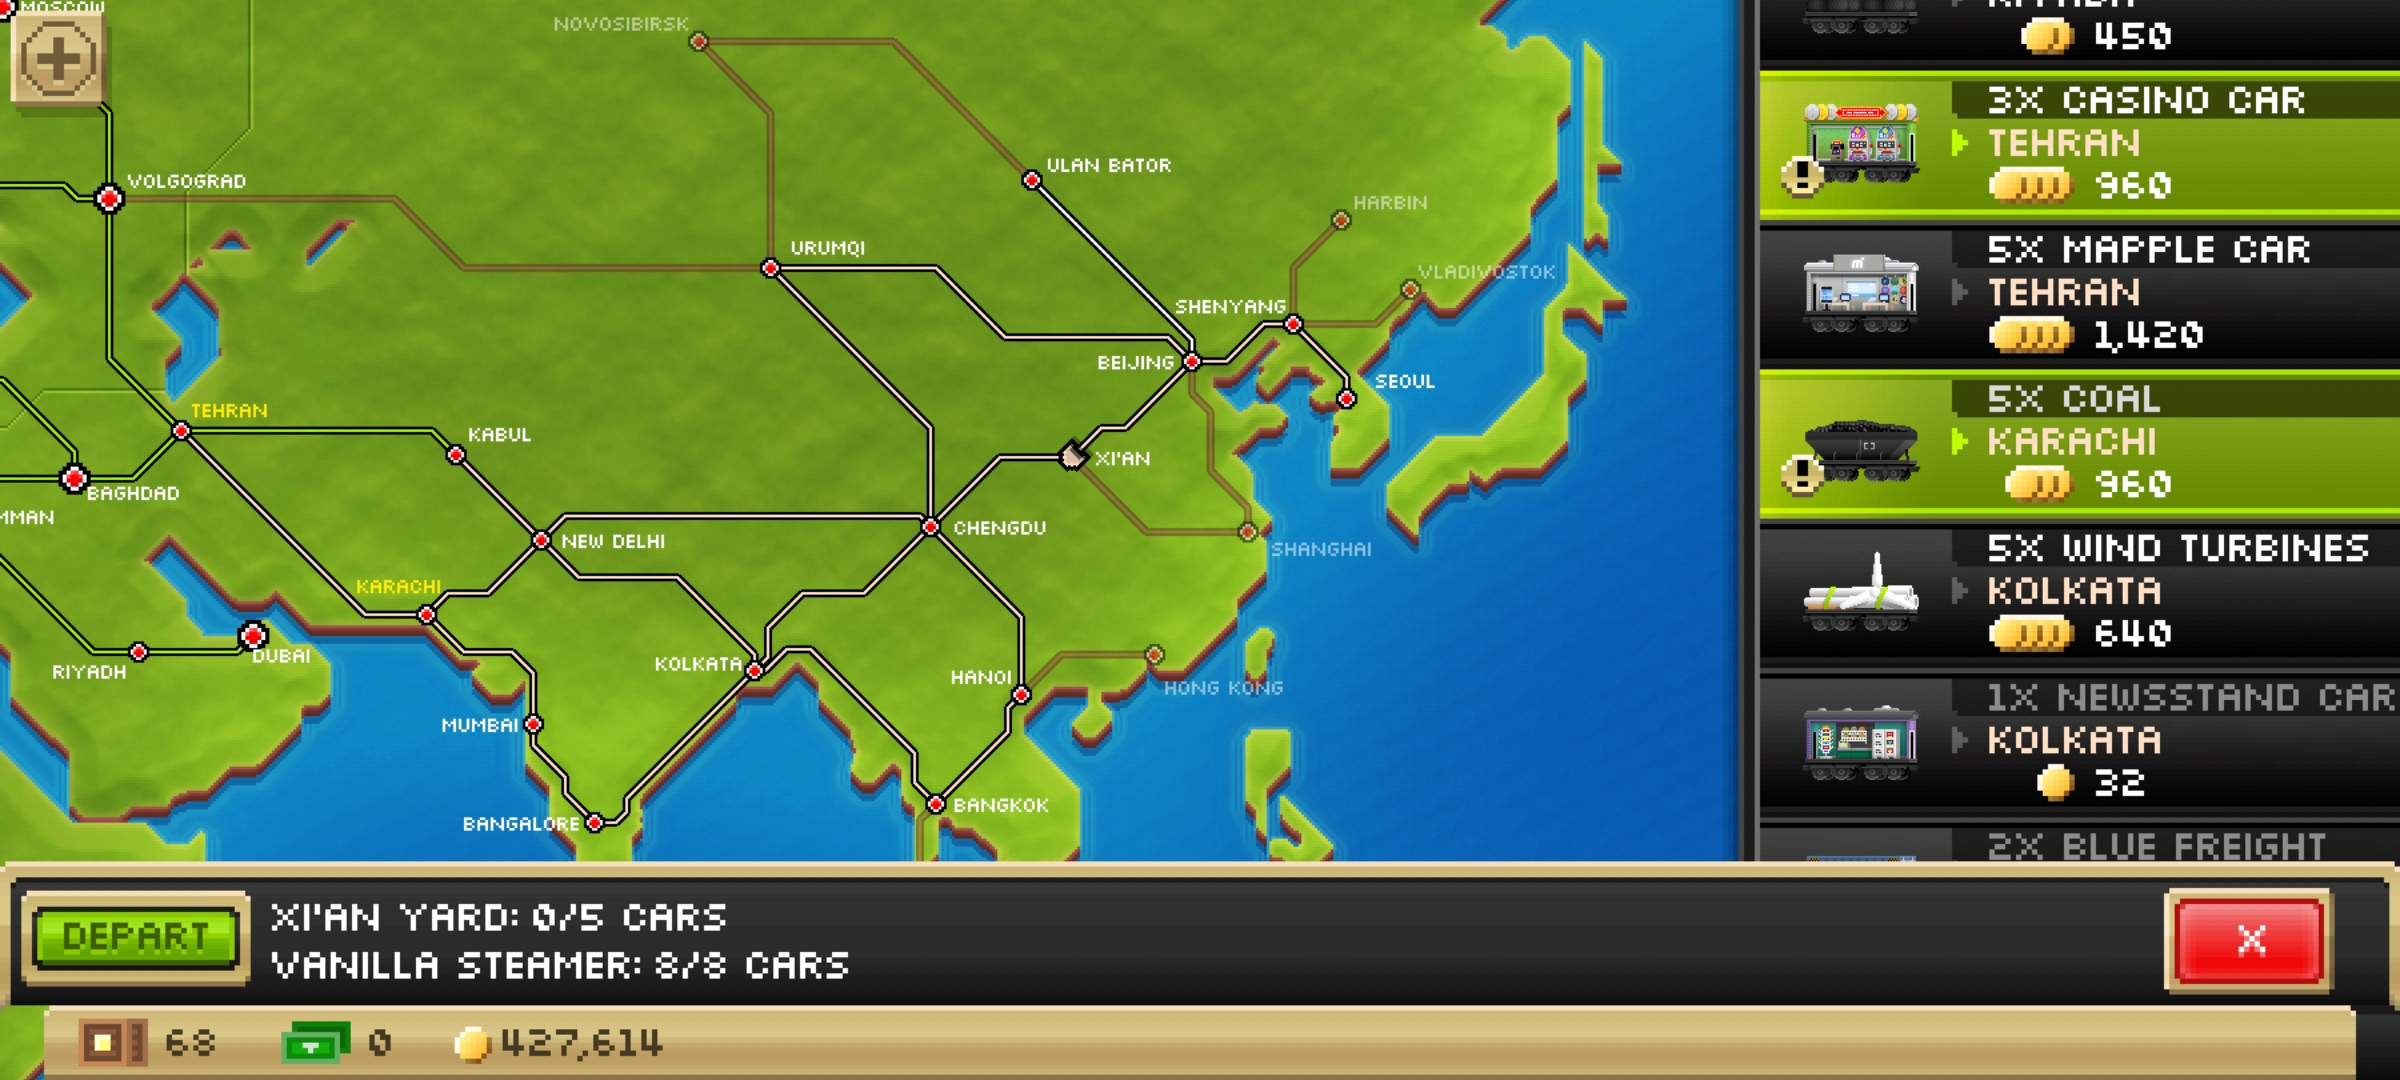 MOSCOW
NOVOSIBIRSK
ULAN BATOR
VOLGOGRAD
HARBIN
URUMQI
VLADIVOSTOK
SHENYANG
BEIJING
SEOUL
TEHRAN
KABUL
XI'AN
BAGHDAD
MMAN
CHENGDU
NEW DELHI
SHANGHAI
KARACHI
DUBAI
RIYADH
KOLKATA
HANOI
HONG KONG
MUMBAI
BANGKOK
BANGALORE
450
3X CASINO CAR
TEHRAN
960
5X MAPPLE CAR
TEHRAN
1,420
5X COAL
KARACHI
960
5X WIND TURBINES
KOLKATA
640
1X NEWSSTAND CAR
KOLKATA
32
2X BLUE FREIGHT
DEPART
XI'AN YARD: 0/5 CARS
VANILLA STEAMER: 8/8 CARS
X
68
0
427,614